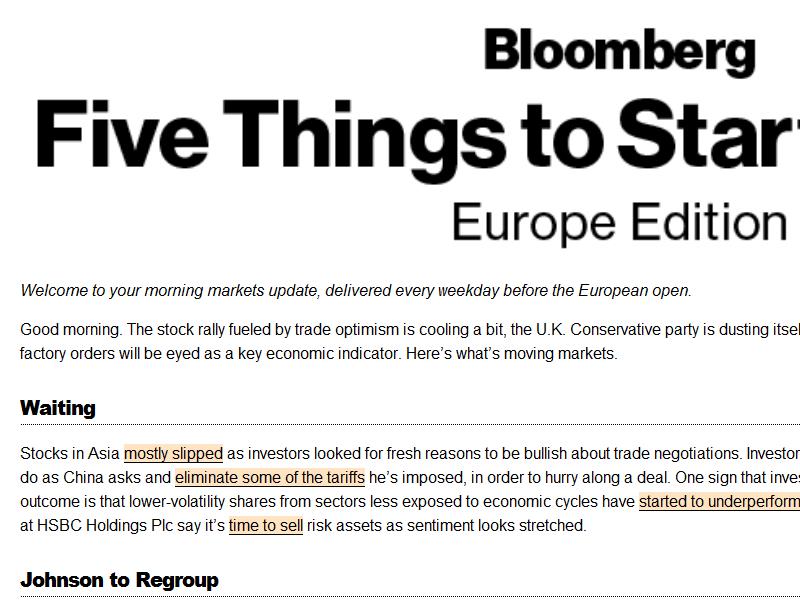 Bloomberg
Five Things to Start
Europe Edition
Welcome to your morning markets update, delivered every weekday before the European open.
Good morning. The stock rally fueled by trade optimism is cooling a bit, the U.K. Conservative party is dusting itsel
factory orders will be eyed as a key economic indicator. Here’s what’s moving markets.
Waiting
Stocks in Asia mostly slipped as investors looked for fresh reasons to be bullish about trade negotiations. Investor
do as China asks and eliminate some of the tariffs he’s imposed, in order to hurry along a deal. One sign that inves
outcome is that lower-volatility shares from sectors less exposed to economic cycles have started to underperform
at HSBC Holdings Plc say it’s time to sell risk assets as sentiment looks stretched.
Johnson to Regroup